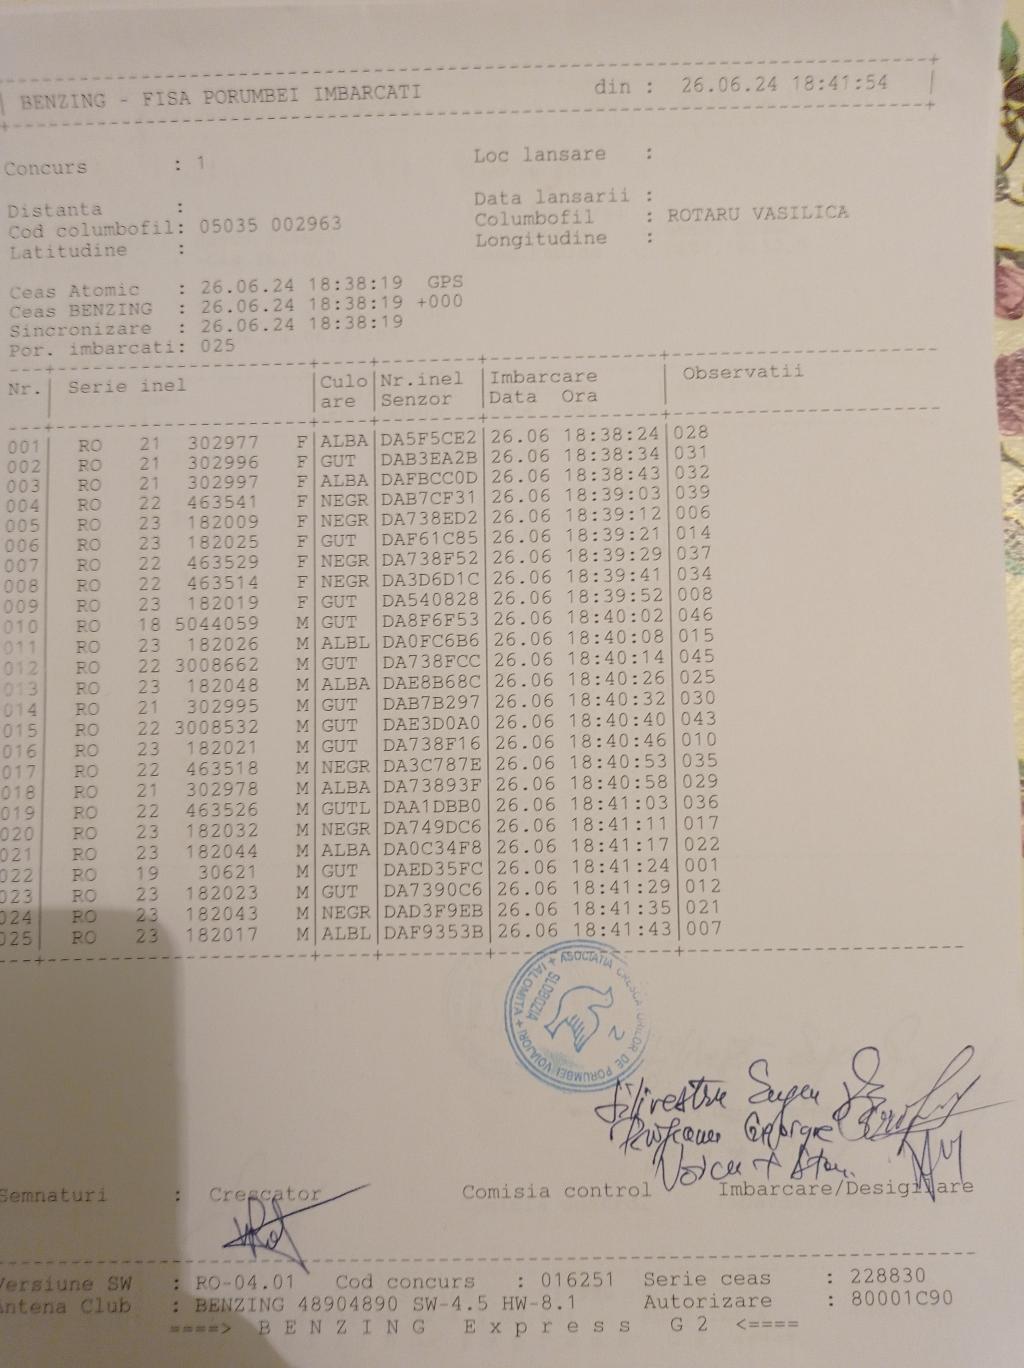 BENZING - FISA PORUMBEI IMBARCATI din : 26.06.24 18:41:54
Concurs : 1 Loc lansare :
Distanta : Data lansarii :
Cod columbofil: 05035 002963 Columbofil : ROTARU VASILICA
Latitudine : Longitudine :
Ceas Atomic : 26.06.24 18:38:19 GPS
Ceas BENZING : 26.06.24 18:38:19 +000
Sincronizare : 26.06.24 18:38:19
Por. imbarcati: 025
Nr. Serie inel Culo Nr.inel Imbarcare Observatii
are Senzor Data Ora
001 RO 21 302977 F ALBA DA5F5CE2 26.06 18:38:24 028
002 RO 21 302996 F GUT DAB3EA2B 26.06 18:38:34 031
003 RO 21 302997 F ALBA DAFBCC0D 26.06 18:38:43 032
004 RO 22 463541 F NEGR DAB7CF31 26.06 18:39:03 039
005 RO 23 182009 F NEGR DA738ED2 26.06 18:39:12 006
006 RO 23 182025 F GUT DAF61C85 26.06 18:39:21 014
007 RO 22 463529 F NEGR DA738F52 26.06 18:39:29 037
008 RO 22 463514 F NEGR DA3D6D1C 26.06 18:39:41 034
009 RO 23 182019 F GUT DA540828 26.06 18:39:52 008
010 RO 18 5044059 M GUT DA8F6F53 26.06 18:40:02 046
011 RO 23 182026 M ALBL DA0FC6B6 26.06 18:40:08 015
012 RO 22 3008662 M GUT DA738FCC 26.06 18:40:14 045
013 RO 23 182048 M ALBA DAE8B68C 26.06 18:40:26 025
014 RO 21 302995 M GUT DAB7B297 26.06 18:40:32 030
015 RO 22 3008532 M GUT DAE3D0A0 26.06 18:40:40 043
016 RO 23 182021 M GUT DA738F16 26.06 18:40:46 010
017 RO 22 463518 M NEGR DA3C787E 26.06 18:40:53 035
018 RO 21 302978 M ALBA DA73893F 26.06 18:40:58 029
019 RO 22 463526 M GUTL DAA1DBB0 26.06 18:41:03 036
020 RO 23 182032 M NEGR DA749DC6 26.06 18:41:11 017
021 RO 23 182044 M ALBA DA0C34F8 26.06 18:41:17 022
022 RO 19 30621 M GUT DAED35FC 26.06 18:41:24 001
023 RO 23 182023 M GUT DA7390C6 26.06 18:41:29 012
024 RO 23 182043 M NEGR DAD3F9EB 26.06 18:41:35 021
025 RO 23 182017 M ALBL DAF9353B 26.06 18:41:43 007
ASOCIATIA CRESCATORILOR DE PORUMBEI VOIAJORI + IALOMITA +
SLOBOZIA
2
Silivestru Eugen
George
Voicu
Semnaturi : Crescator Comisia control Imbarcare/Desigilare
Versiune SW : RO-04.01 Cod concurs : 016251 Serie ceas : 228830
Antena Club : BENZING 48904890 SW-4.5 HW-8.1 Autorizare : 80001C90
====> B E N Z I N G E x p r e s s G 2 <====